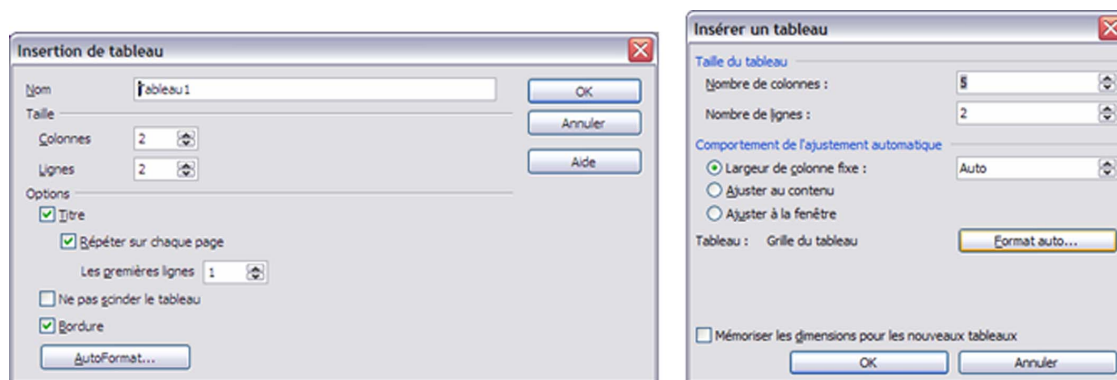 Insertion de tableau
Nom Tableau1
OK
Taille
Annuler
Colonnes 2
Aide
Lignes 2
Options
Titre
Répéter sur chaque page
Les premières lignes 1
Ne pas scinder le tableau
Bordure
AutoFormat...
Insérer un tableau
Taille du tableau
Nombre de colonnes : 5
Nombre de lignes : 2
Comportement de l'ajustement automatique
Largeur de colonne fixe : Auto
Ajuster au contenu
Ajuster à la fenêtre
Tableau : Grille du tableau Format auto...
Mémoriser les dimensions pour les nouveaux tableaux
OK Annuler